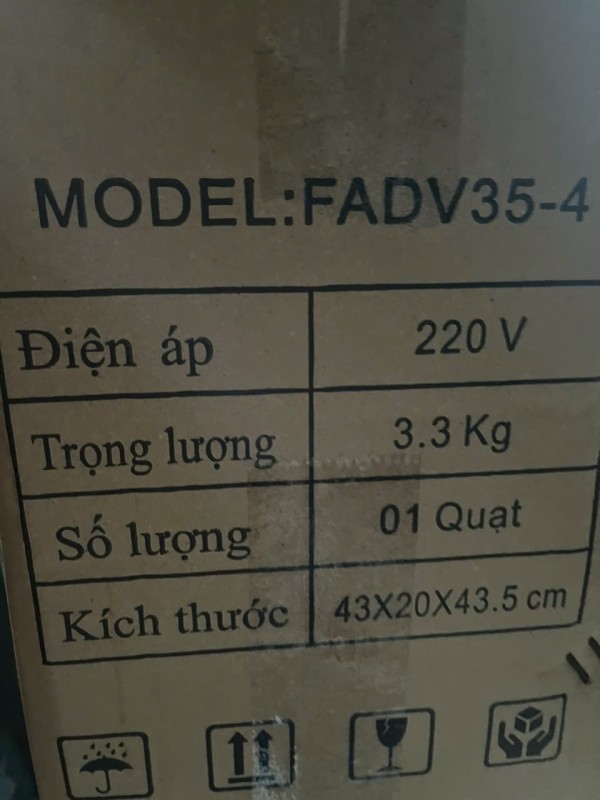 MODEL:FADV35-4
Điện áp 220 V
Trọng lượng 3.3 Kg
Số lượng 01 Quạt
Kích thước 43X20X43.5 cm